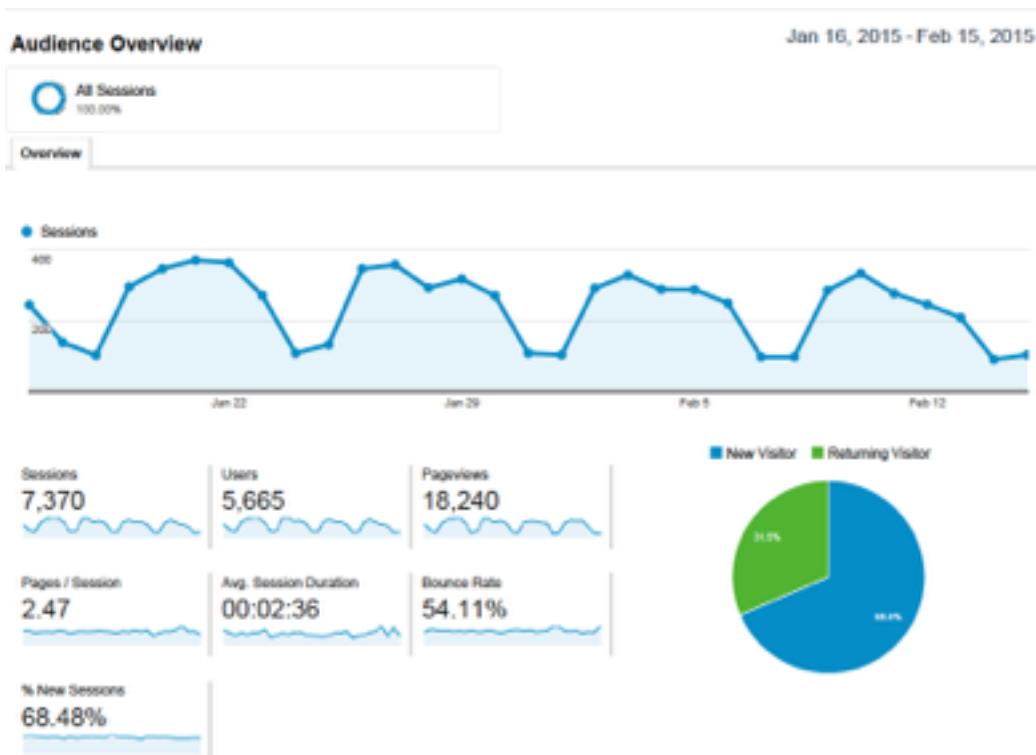 Audience Overview
Jan 16, 2015 - Feb 15, 2015
All Sessions
100.00%
Overview
Sessions
400
200
Jan 22
Jan 29
Feb 5
Feb 12
New Visitor
Returning Visitor
Sessions
7,370
Users
5,665
Pageviews
18,240
31.5%
Pages / Session
2.47
Avg. Session Duration
00:02:36
Bounce Rate
54.11%
% New Sessions
68.48%